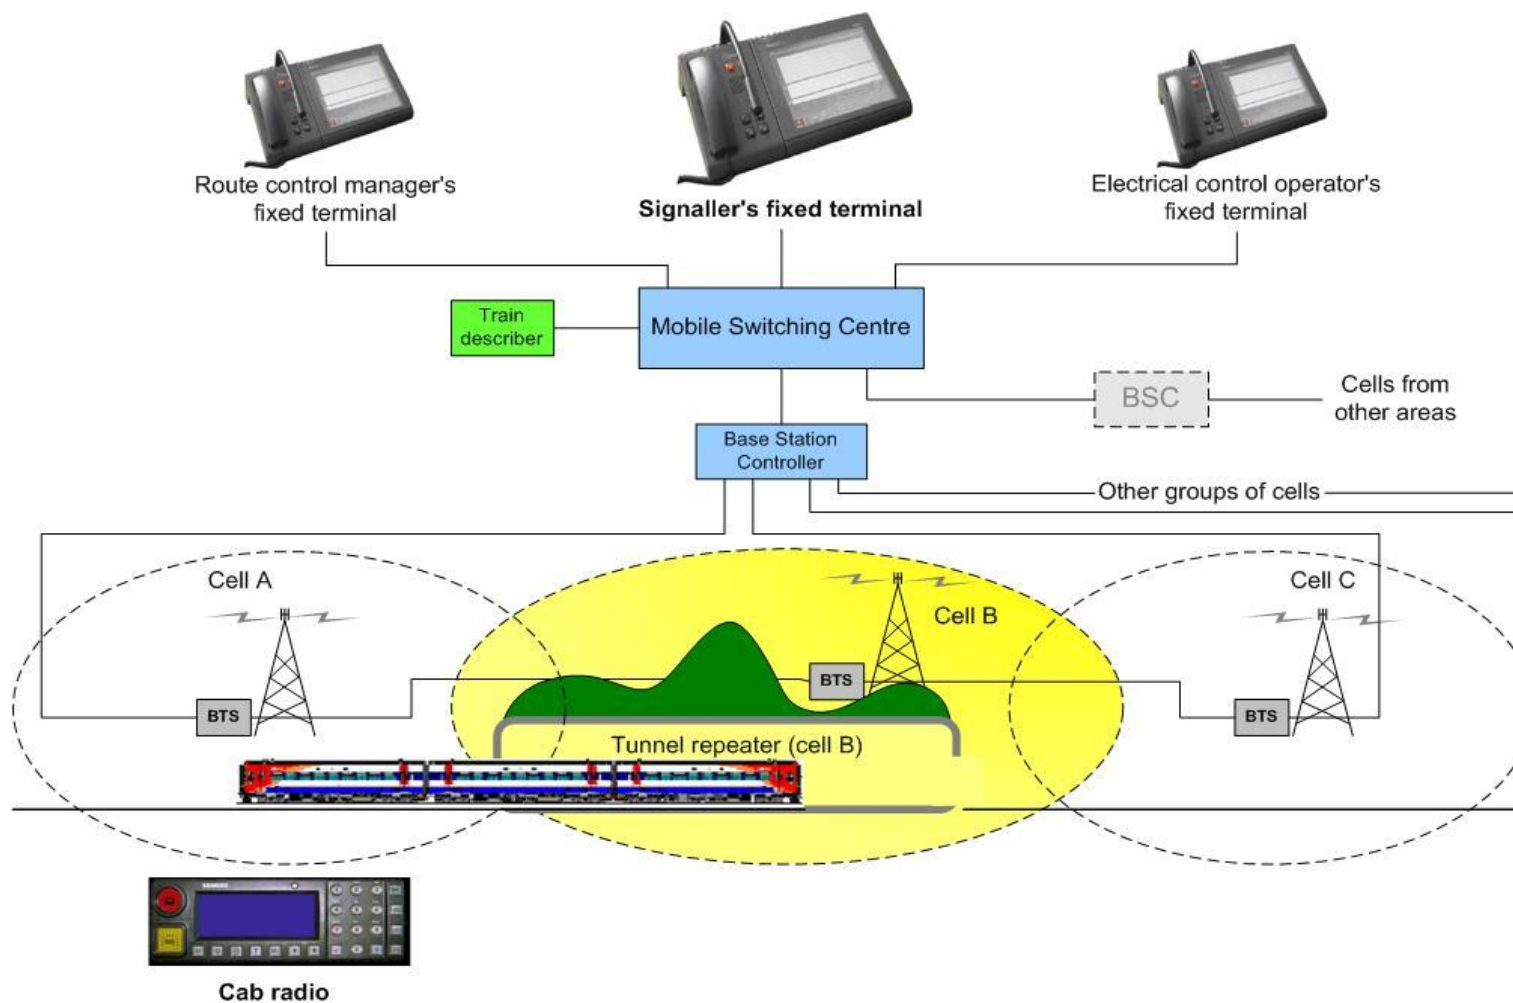 Route control manager's
fixed terminal
Signaller's fixed terminal
Electrical control operator's
fixed terminal
Train
describer
Mobile Switching Centre
BSC
Cells from
other areas
Base Station
Controller
Other groups of cells
Cell A
Cell B
Cell C
BTS
BTS
BTS
Tunnel repeater (cell B)
SIEMENS
Cab radio